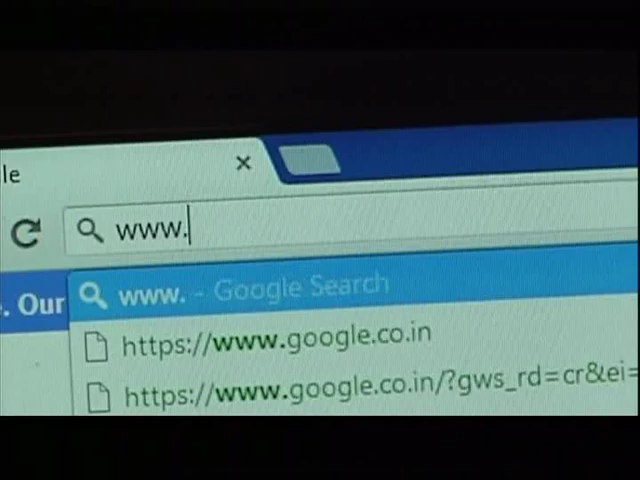 le
www.
. Our
www. - Google Search
https://www.google.co.in
https://www.google.co.in/?gws_rd=cr&ei=